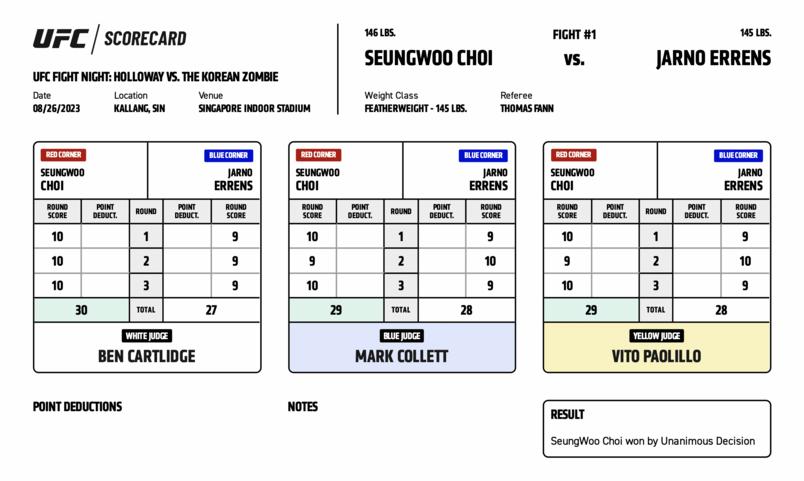 UFC / SCORECARD
UFC FIGHT NIGHT: HOLLOWAY VS. THE KOREAN ZOMBIE
Date Location Venue
08/26/2023 KALLANG, SIN SINGAPORE INDOOR STADIUM
146 LBS. FIGHT #1 145 LBS.
SEUNGWOO CHOI VS. JARNO ERRENS
Weight Class Referee
FEATHERWEIGHT - 145 LBS. THOMAS FANN
RED CORNER BLUE CORNER
SEUNGWOO JARNO
CHOI ERRENS
ROUND POINT ROUND POINT ROUND
SCORE DEDUCT. DEDUCT. SCORE
10 1 9
10 2 9
10 3 9
30 TOTAL 27
WHITE JUDGE
BEN CARTLIDGE
RED CORNER BLUE CORNER
SEUNGWOO JARNO
CHOI ERRENS
ROUND POINT ROUND POINT ROUND
SCORE DEDUCT. DEDUCT. SCORE
10 1 9
9 2 10
10 3 9
29 TOTAL 28
BLUE JUDGE
MARK COLLETT
RED CORNER BLUE CORNER
SEUNGWOO JARNO
CHOI ERRENS
ROUND POINT ROUND POINT ROUND
SCORE DEDUCT. DEDUCT. SCORE
10 1 9
9 2 10
10 3 9
29 TOTAL 28
YELLOW JUDGE
VITO PAOLILLO
POINT DEDUCTIONS
NOTES
RESULT
SeungWoo Choi won by Unanimous Decision